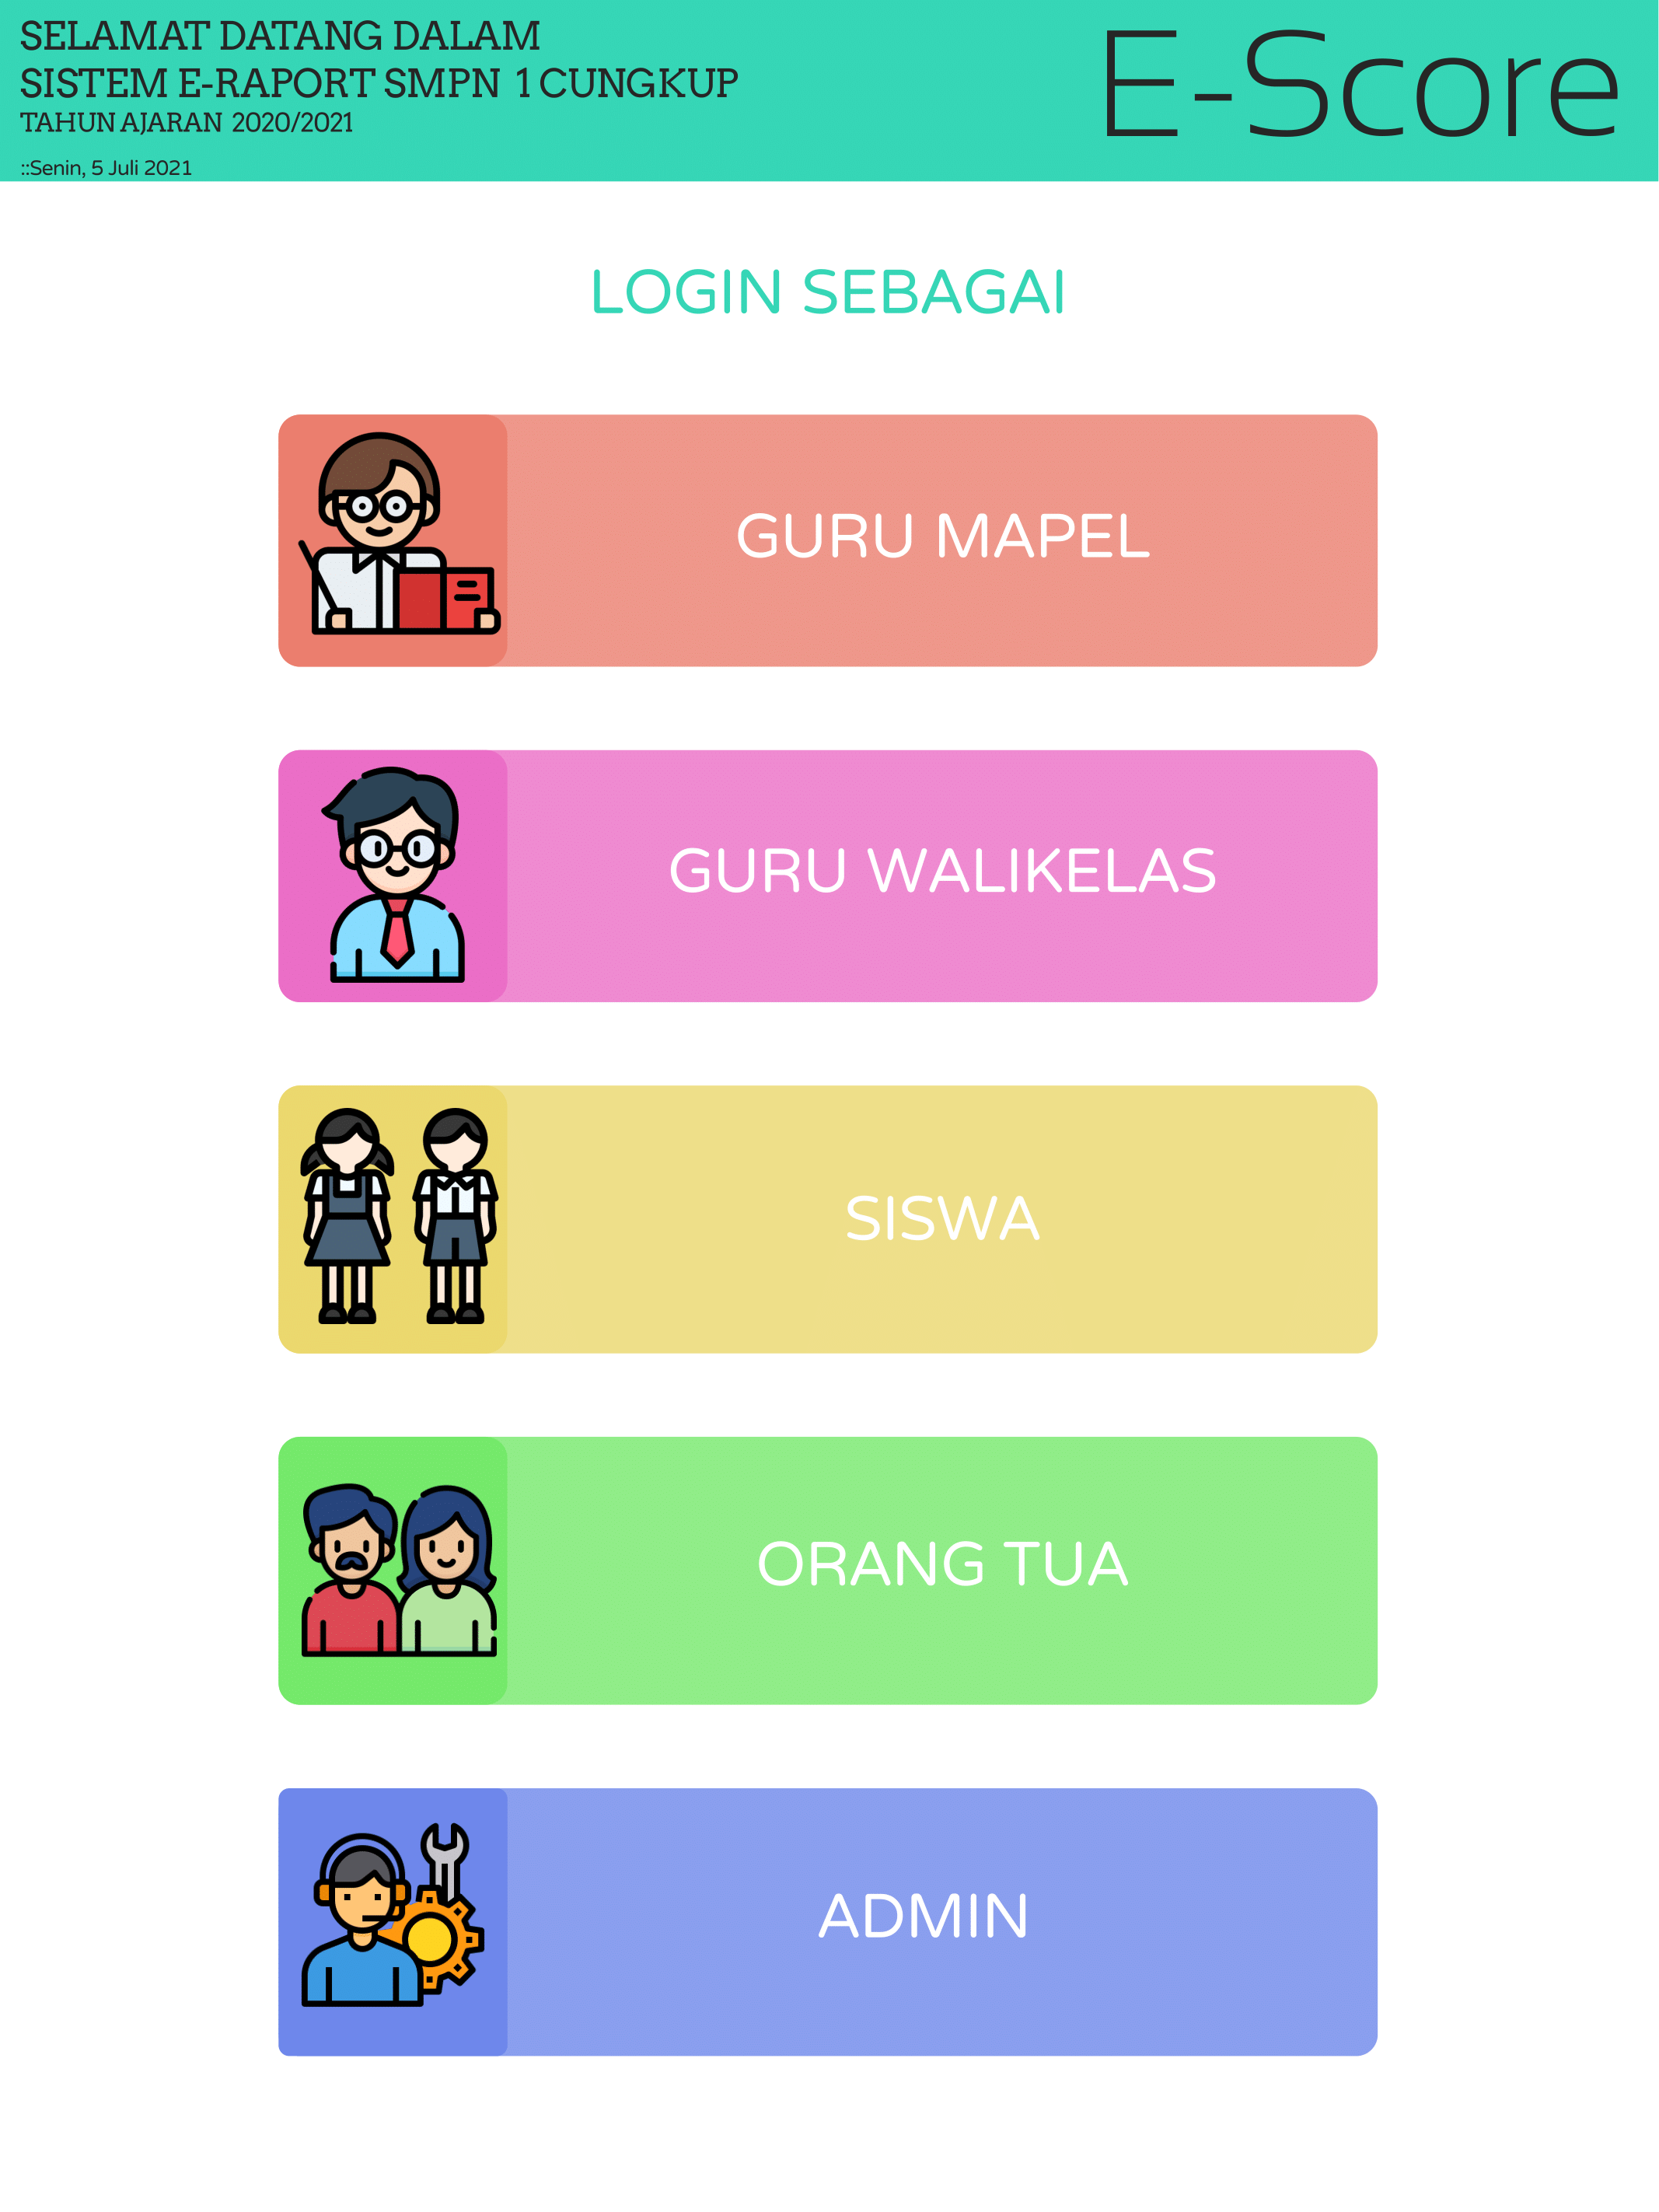 SELAMAT DATANG DALAM
SISTEM E-RAPORT SMPN 1 CUNGKUP
TAHUN AJARAN 2020/2021
::Senin, 5 Juli 2021
E-Score
LOGIN SEBAGAI
GURU MAPEL
GURU WALIKELAS
SISWA
ORANG TUA
ADMIN